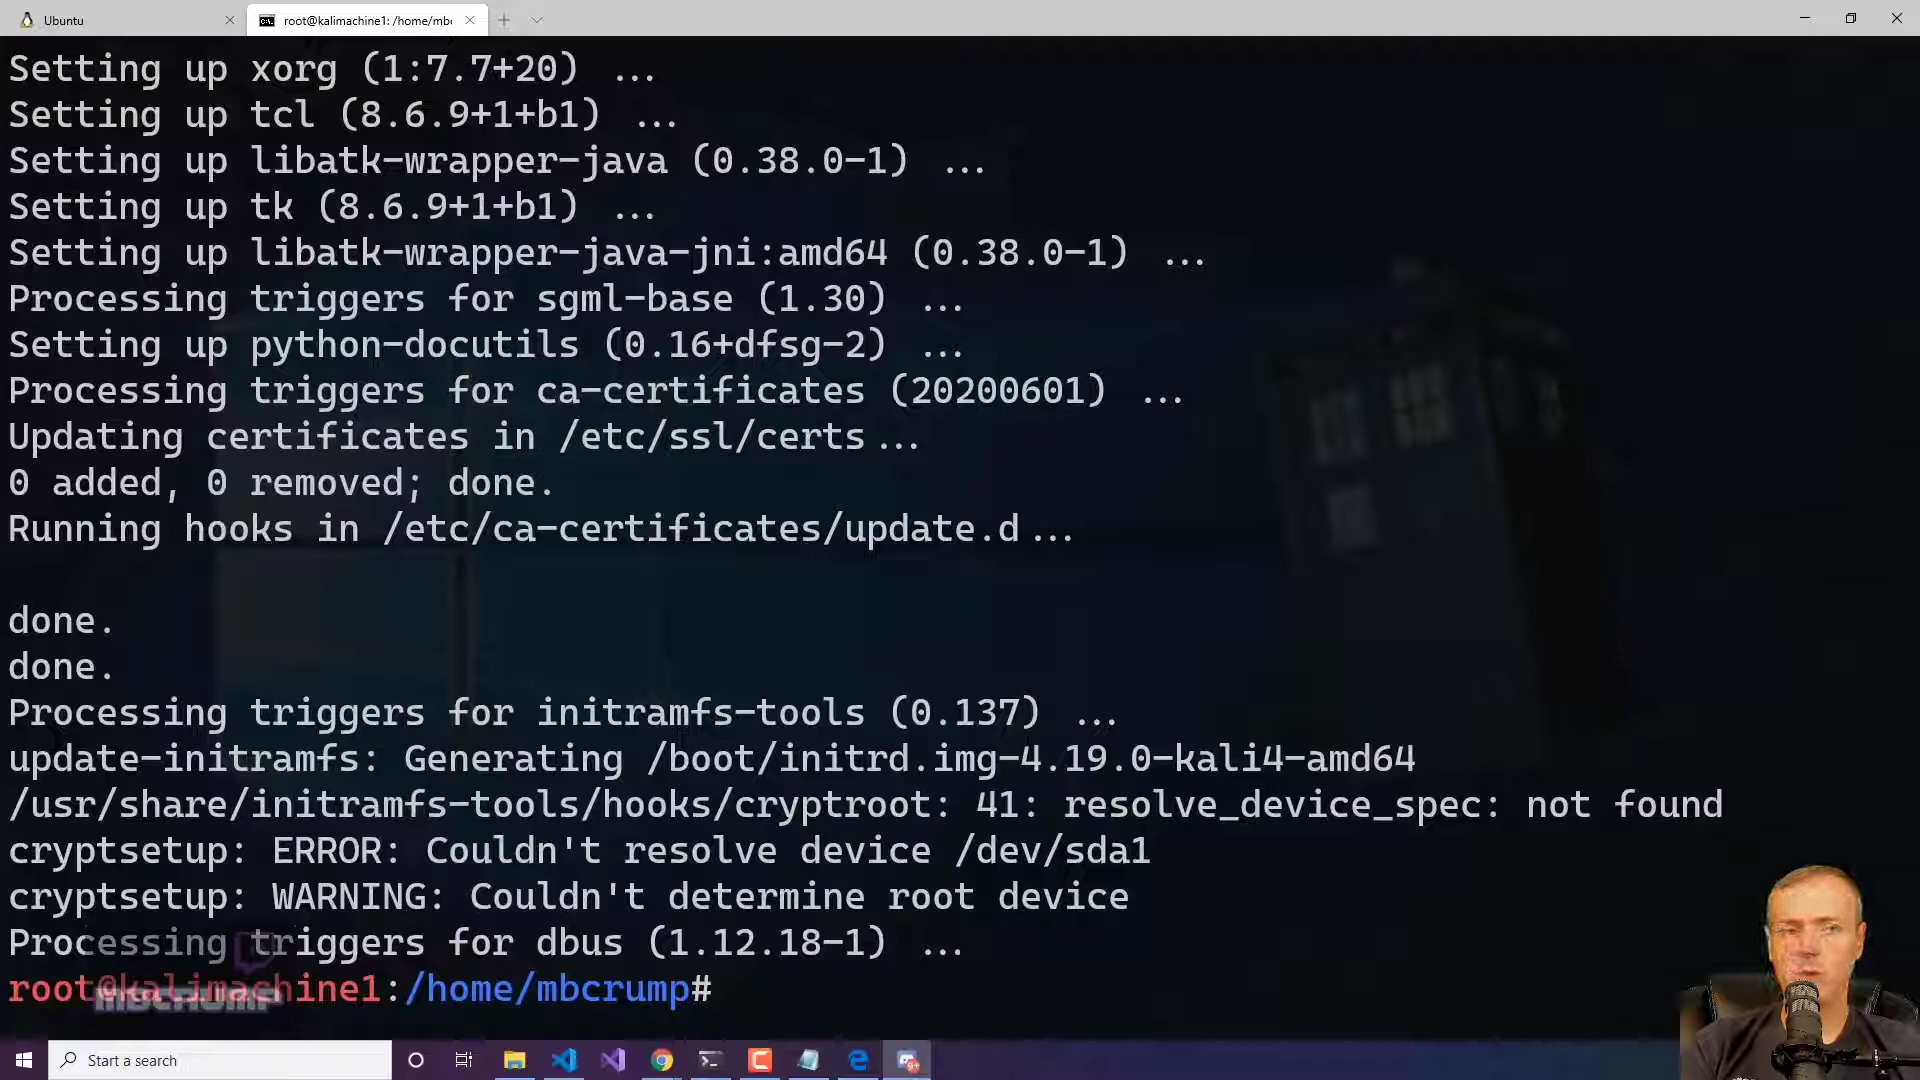 Ubuntu
root@kalimachine1: /home/mbc
Setting up xorg (1:7.7+20) ...
Setting up tcl (8.6.9+1+b1) ...
Setting up libatk-wrapper-java (0.38.0-1) ...
Setting up tk (8.6.9+1+b1) ...
Setting up libatk-wrapper-java-jni:amd64 (0.38.0-1) ...
Processing triggers for sgml-base (1.30) ...
Setting up python-docutils (0.16+dfsg-2) ...
Processing triggers for ca-certificates (20200601) ...
Updating certificates in /etc/ssl/certs...
0 added, 0 removed; done.
Running hooks in /etc/ca-certificates/update.d...
done.
done.
Processing triggers for initramfs-tools (0.137) ...
update-initramfs: Generating /boot/initrd.img-4.19.0-kali4-amd64
/usr/share/initramfs-tools/hooks/cryptroot: 41: resolve_device_spec: not found
cryptsetup: ERROR: Couldn't resolve device /dev/sda1
cryptsetup: WARNING: Couldn't determine root device
Processing triggers for dbus (1.12.18-1) ...
root@kalimachine1:/home/mbcrump#
MBCRUMP
Start a search
9+